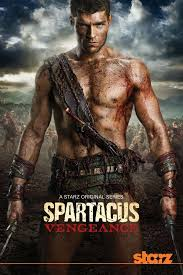 A STARZ ORIGINAL SERIES
SPARTACUS
VENGEANCE
starz